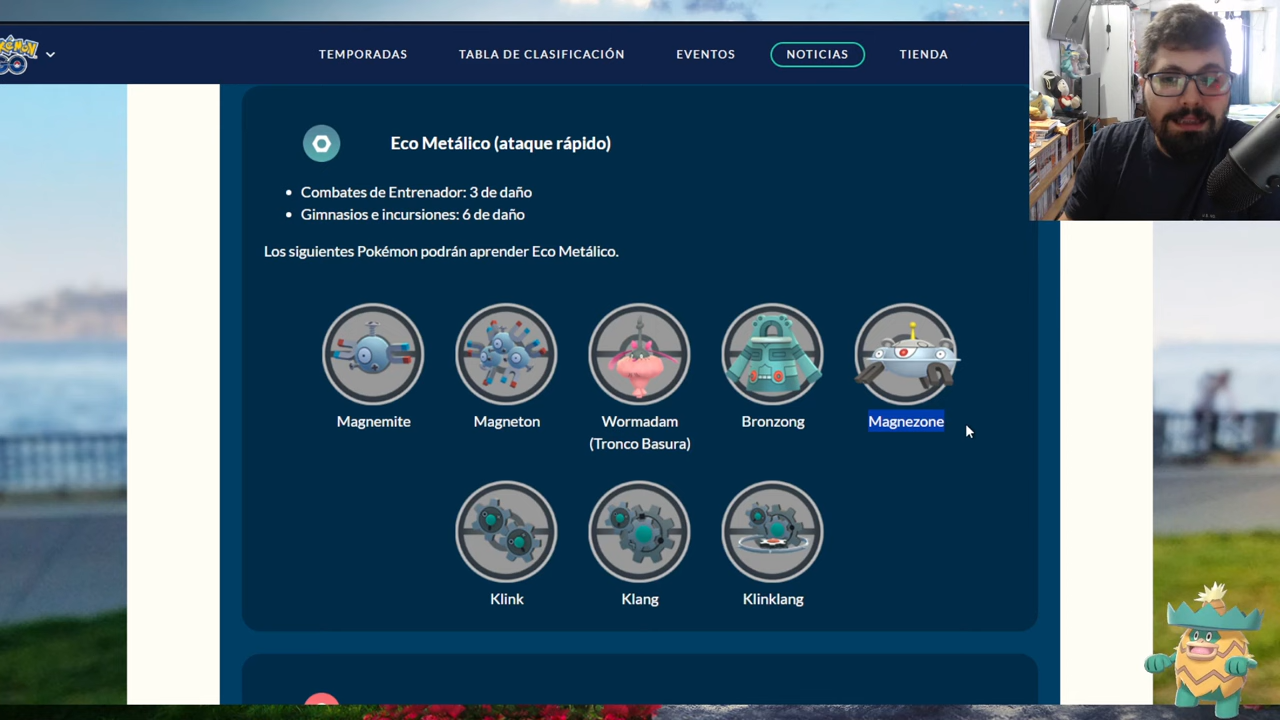 TEMPORADAS
TABLA DE CLASIFICACIÓN
EVENTOS
NOTICIAS
TIENDA
Eco Metálico (ataque rápido)
• Combates de Entrenador: 3 de daño
• Gimnasios e incursiones: 6 de daño
Los siguientes Pokémon podrán aprender Eco Metálico.
Magnemite
Magneton
Wormadam
(Tronco Basura)
Bronzong
Magnezone
Klink
Klang
Klinklang